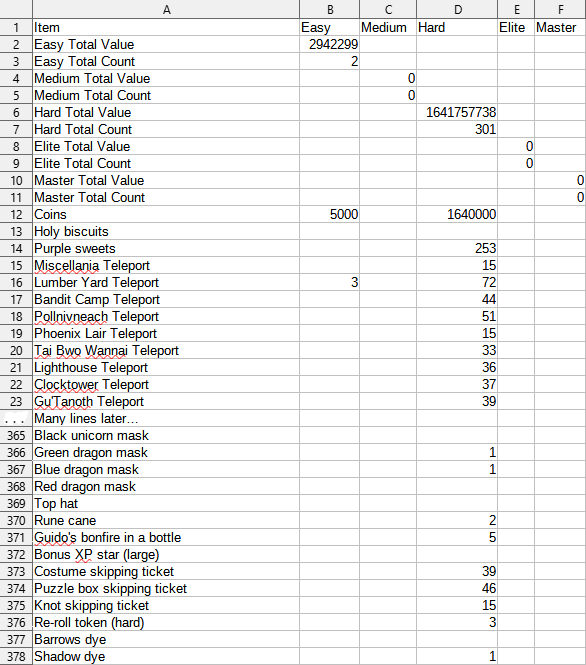 A B C D E F
1 Item Easy Medium Hard Elite Master
2 Easy Total Value 2942299
3 Easy Total Count 2
4 Medium Total Value 0
5 Medium Total Count 0
6 Hard Total Value 1641757738
7 Hard Total Count 301
8 Elite Total Value 0
9 Elite Total Count 0
10 Master Total Value 0
11 Master Total Count 0
12 Coins 5000 1640000
13 Holy biscuits
14 Purple sweets 253
15 Miscellania Teleport 15
16 Lumber Yard Teleport 3 72
17 Bandit Camp Teleport 44
18 Pollnivneach Teleport 51
19 Phoenix Lair Teleport 15
20 Tai Bwo Wannai Teleport 33
21 Lighthouse Teleport 36
22 Clocktower Teleport 37
23 Gu'Tanoth Teleport 39
... Many lines later...
365 Black unicorn mask
366 Green dragon mask 1
367 Blue dragon mask 1
368 Red dragon mask
369 Top hat
370 Rune cane 2
371 Guido's bonfire in a bottle 5
372 Bonus XP star (large)
373 Costume skipping ticket 39
374 Puzzle box skipping ticket 46
375 Knot skipping ticket 15
376 Re-roll token (hard) 3
377 Barrows dye
378 Shadow dye 1